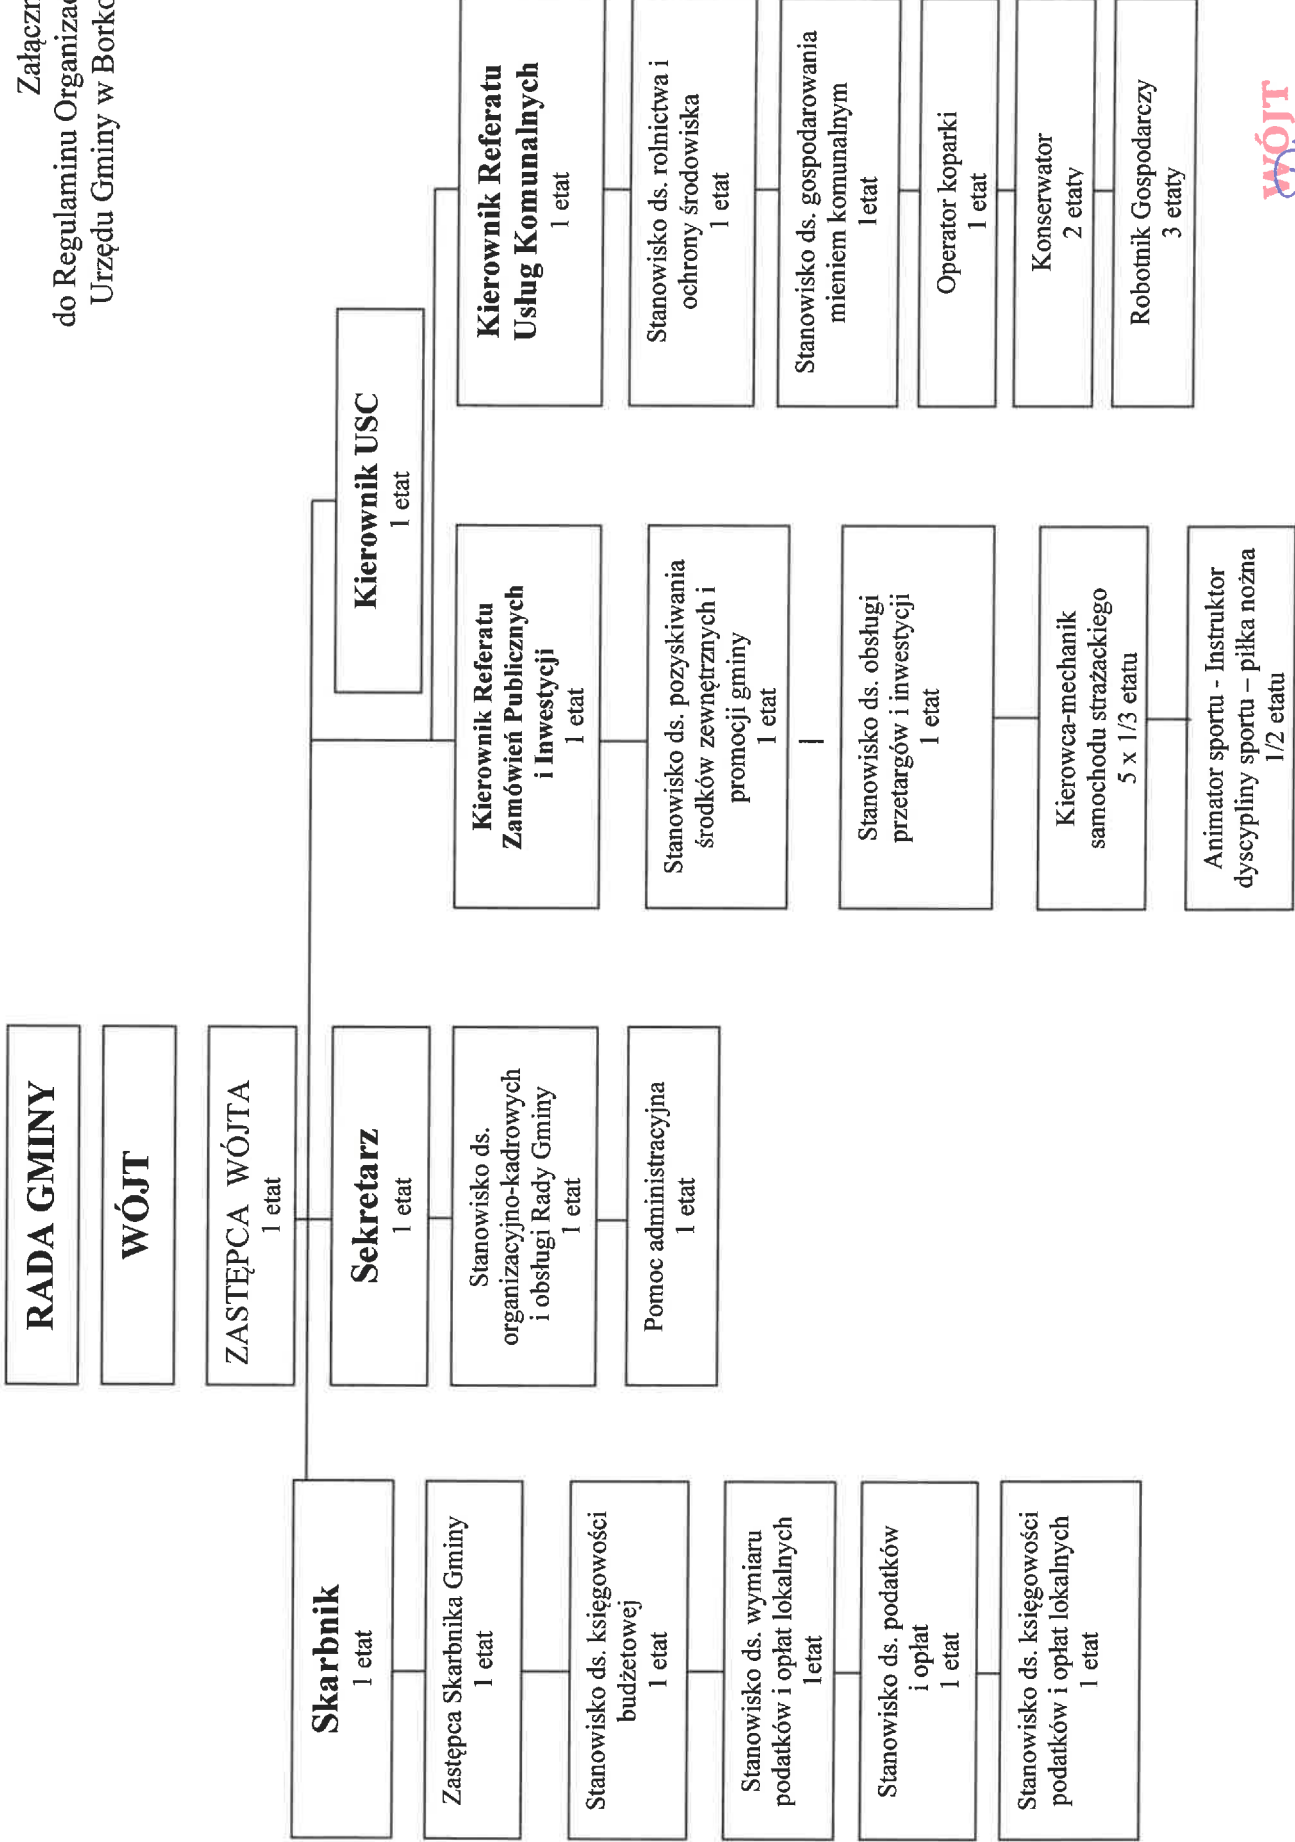 Załączn
do Regulaminu Organizac
Urzędu Gminy w Borko
RADA GMINY
WÓJT
ZASTĘPCA WÓJTA
1 etat
Skarbnik
1 etat
Zastępca Skarbnika Gminy
1 etat
Stanowisko ds. księgowości
budżetowej
1 etat
Stanowisko ds. wymiaru
podatków i opłat lokalnych
1etat
Stanowisko ds. podatków
i opłat
1 etat
Stanowisko ds. księgowości
podatków i opłat lokalnych
1 etat
Sekretarz
1 etat
Stanowisko ds.
organizacyjno-kadrowych
i obsługi Rady Gminy
1 etat
Pomoc administracyjna
1 etat
Kierownik USC
1 etat
Kierownik Referatu
Zamówień Publicznych
i Inwestycji
1 etat
Stanowisko ds. pozyskiwania
środków zewnętrznych i
promocji gminy
1 etat
Stanowisko ds. obsługi
przetargów i inwestycji
1 etat
Kierowca-mechanik
samochodu strażackiego
5 x 1/3 etatu
Animator sportu - Instruktor
dyscypliny sportu – piłka nożna
1/2 etatu
Kierownik Referatu
Usług Komunalnych
1 etat
Stanowisko ds. rolnictwa i
ochrony środowiska
1 etat
Stanowisko ds. gospodarowania
mieniem komunalnym
1etat
Operator koparki
1 etat
Konserwator
2 etaty
Robotnik Gospodarczy
3 etaty
WÓJT